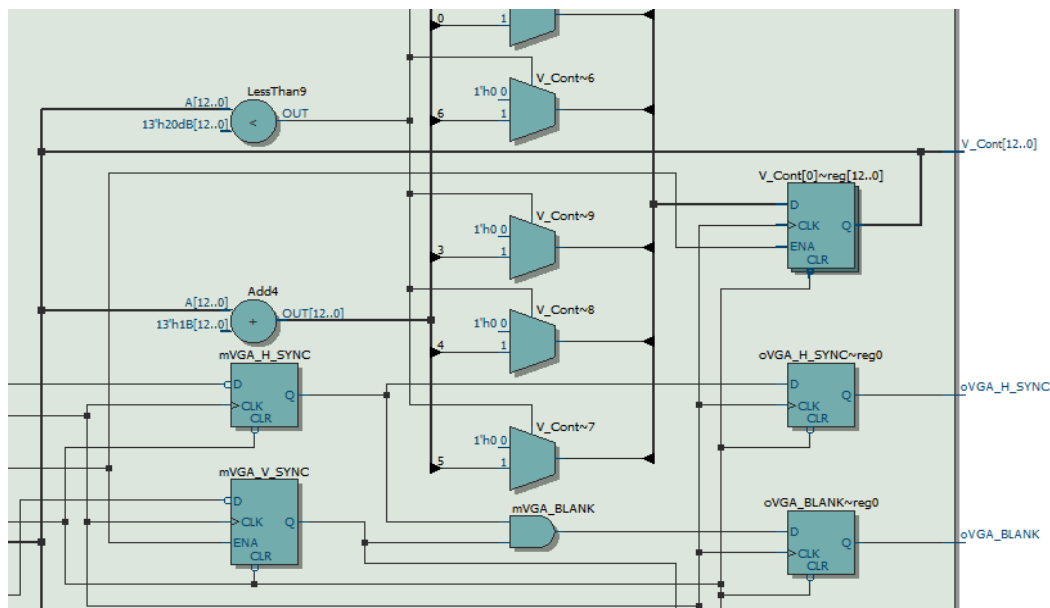 0
1
V_Cont~6
1'h0 0
6
1
LessThan9
A[12..0]
13'h20dB[12..0]
<
OUT
V_Cont[12..0]
V_Cont[0]~reg[12..0]
D
CLK
ENA
CLR
Q
V_Cont~9
1'h0 0
3
1
Add4
A[12..0]
13'h1B[12..0]
+
OUT[12..0]
V_Cont~8
1'h0 0
4
1
mVGA_H_SYNC
D
CLK
CLR
Q
oVGA_H_SYNC~reg0
D
CLK
CLR
Q
oVGA_H_SYNC
V_Cont~7
1'h0 0
5
1
mVGA_V_SYNC
D
CLK
ENA
CLR
Q
mVGA_BLANK
oVGA_BLANK~reg0
D
CLK
CLR
Q
oVGA_BLANK